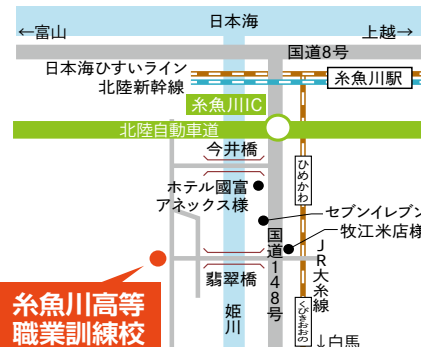 日本海
←富山
上越→
国道8号
日本海ひすいライン
北陸新幹線
糸魚川駅
糸魚川IC
北陸自動車道
今井橋
ひめかわ
ホテル國富
アネックス様
セブンイレブン
牧江米店様
国道148号
JR大糸線
翡翠橋
姫川
くびきおおの
↓白馬
糸魚川高等
職業訓練校